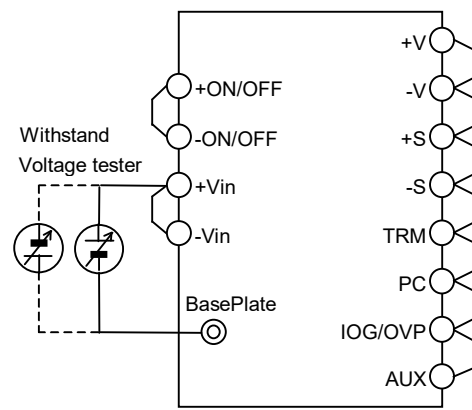 +V
+ON/OFF
-V
Withstand
Voltage tester
-ON/OFF
+S
+Vin
-S
-Vin
TRM
PC
BasePlate
IOG/OVP
AUX